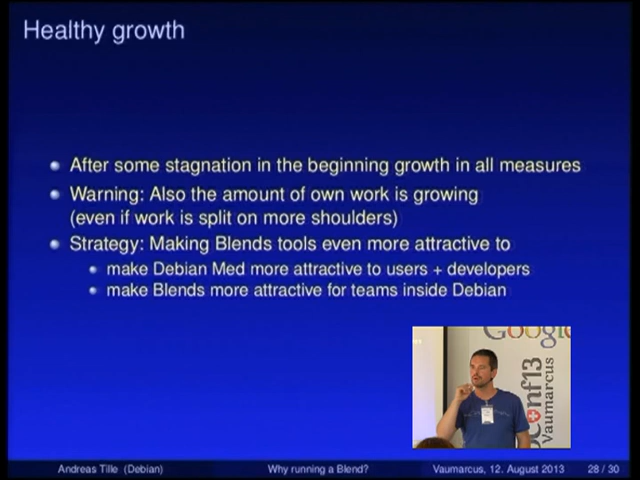 Healthy growth
After some stagnation in the beginning growth in all measures
Warning: Also the amount of own work is growing
(even if work is split on more shoulders)
Strategy: Making Blends tools even more attractive to
make Debian Med more attractive to users + developers
make Blends more attractive for teams inside Debian
Google
conf13
Vaumarcus
Andreas Tille (Debian) Why running a Blend? Vaumarcus, 12. August 2013 28 / 30